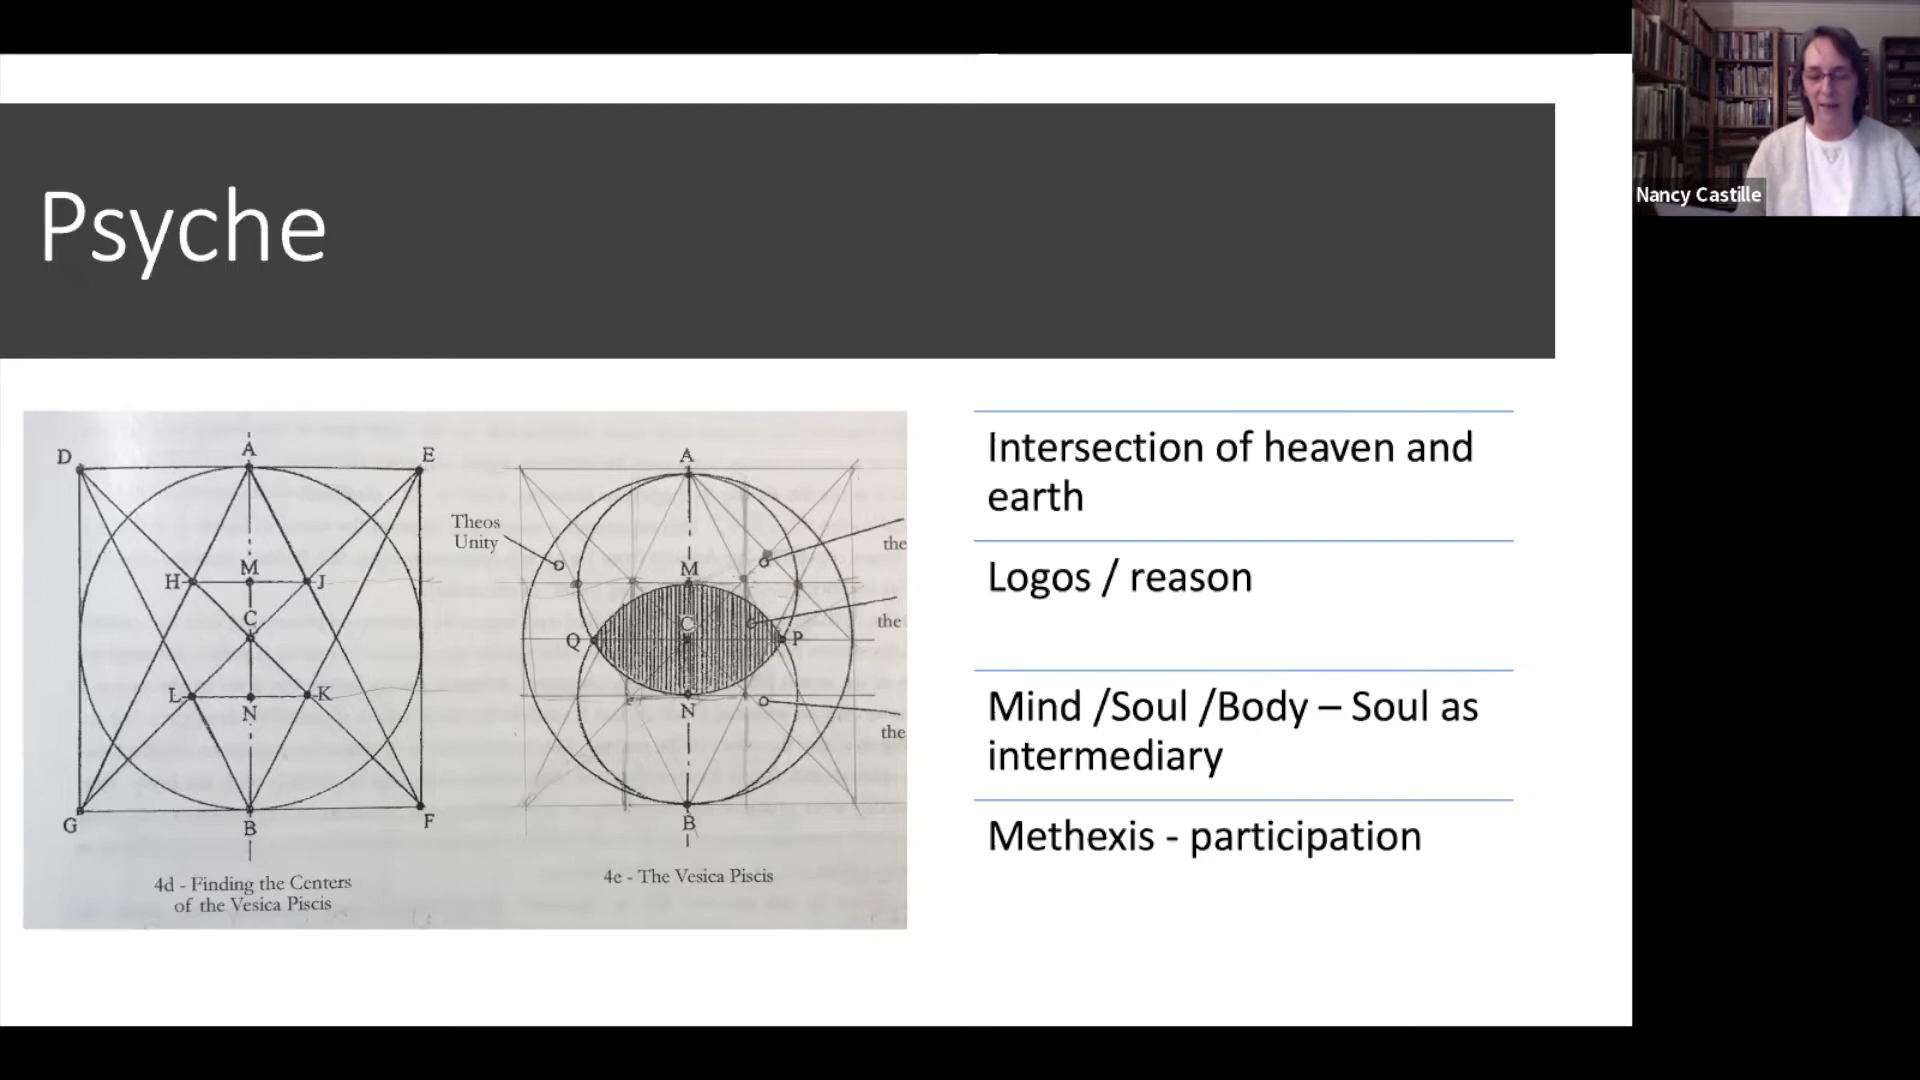 Psyche
Nancy Castille
D
A
E
H
M
J
C
L
N
K
G
B
F
4d - Finding the Centers
of the Vesica Piscis
Theos
Unity
A
M
Q
C
P
N
B
the
the
the
4e - The Vesica Piscis
Intersection of heaven and
earth
Logos / reason
Mind /Soul /Body – Soul as
intermediary
Methexis - participation